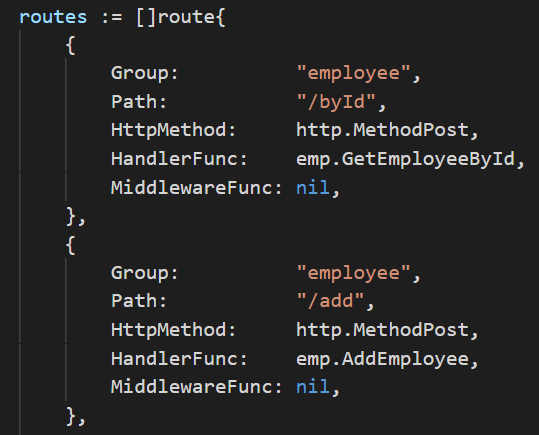 routes := []route{
{
Group: "employee",
Path: "/byId",
HttpMethod: http.MethodPost,
HandlerFunc: emp.GetEmployeeById,
MiddlewareFunc: nil,
},
{
Group: "employee",
Path: "/add",
HttpMethod: http.MethodPost,
HandlerFunc: emp.AddEmployee,
MiddlewareFunc: nil,
},